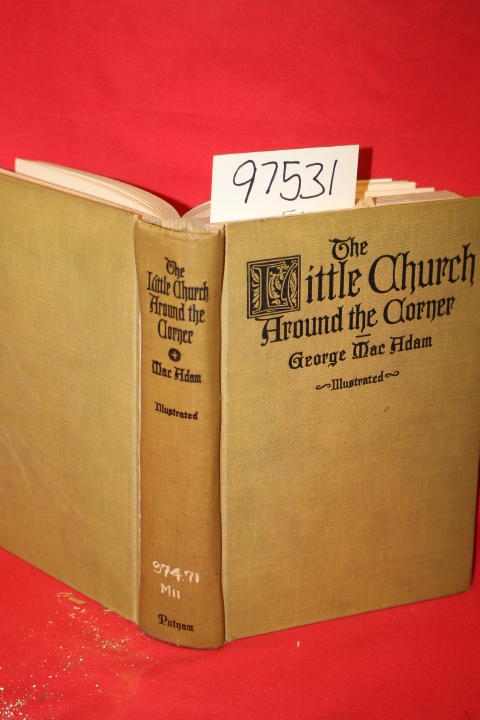 97531
The
Little Church
Around the
Corner
Mac Adam
Illustrated
974.71
M11
Putnam
The
Little Church
Around the Corner
George Mac Adam
Illustrated